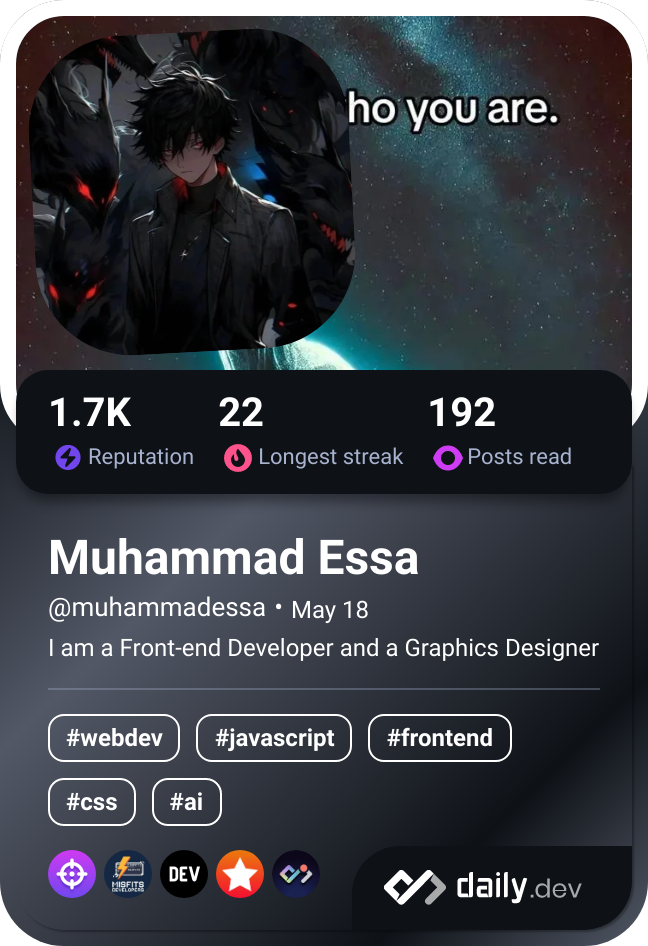 ho you are.
1.7K 22 192
Reputation Longest streak Posts read
Muhammad Essa
@muhammadessa • May 18
I am a Front-end Developer and a Graphics Designer
#webdev #javascript #frontend
#css #ai
MISFITS
DEVELOPERS
DEV
daily.dev